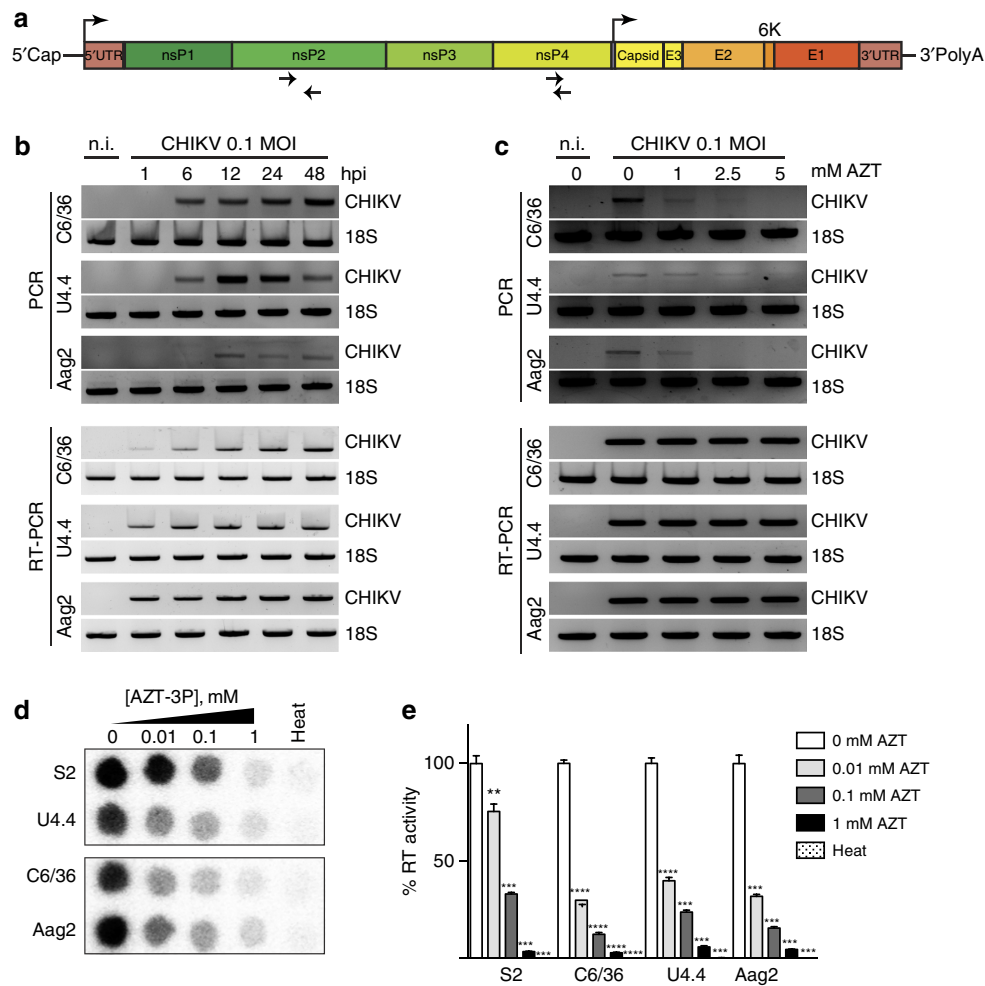 a
6K
5′Cap 5′UTR nsP1 nsP2 nsP3 nsP4 Capsid E3 E2 E1 3′UTR 3′PolyA
b
n.i. CHIKV 0.1 MOI
1 6 12 24 48 hpi
PCR
C6/36
CHIKV
18S
U4.4
CHIKV
18S
Aag2
CHIKV
18S
RT-PCR
C6/36
CHIKV
18S
U4.4
CHIKV
18S
Aag2
CHIKV
18S
c
n.i. CHIKV 0.1 MOI
0 0 1 2.5 5 mM AZT
PCR
C6/36
CHIKV
18S
U4.4
CHIKV
18S
Aag2
CHIKV
18S
RT-PCR
C6/36
CHIKV
18S
U4.4
CHIKV
18S
Aag2
CHIKV
18S
d
[AZT-3P], mM
0 0.01 0.1 1 Heat
S2
U4.4
C6/36
Aag2
e
% RT activity
100
50
** *** *** ***
**** **** **** ****
**** *** *** ***
*** *** *** ***
S2 C6/36 U4.4 Aag2
0 mM AZT
0.01 mM AZT
0.1 mM AZT
1 mM AZT
Heat